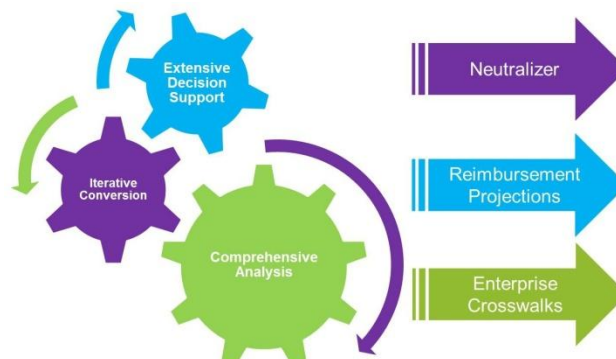 Extensive
Decision
Support
Iterative
Conversion
Comprehensive
Analysis
Neutralizer
Reimbursement
Projections
Enterprise
Crosswalks